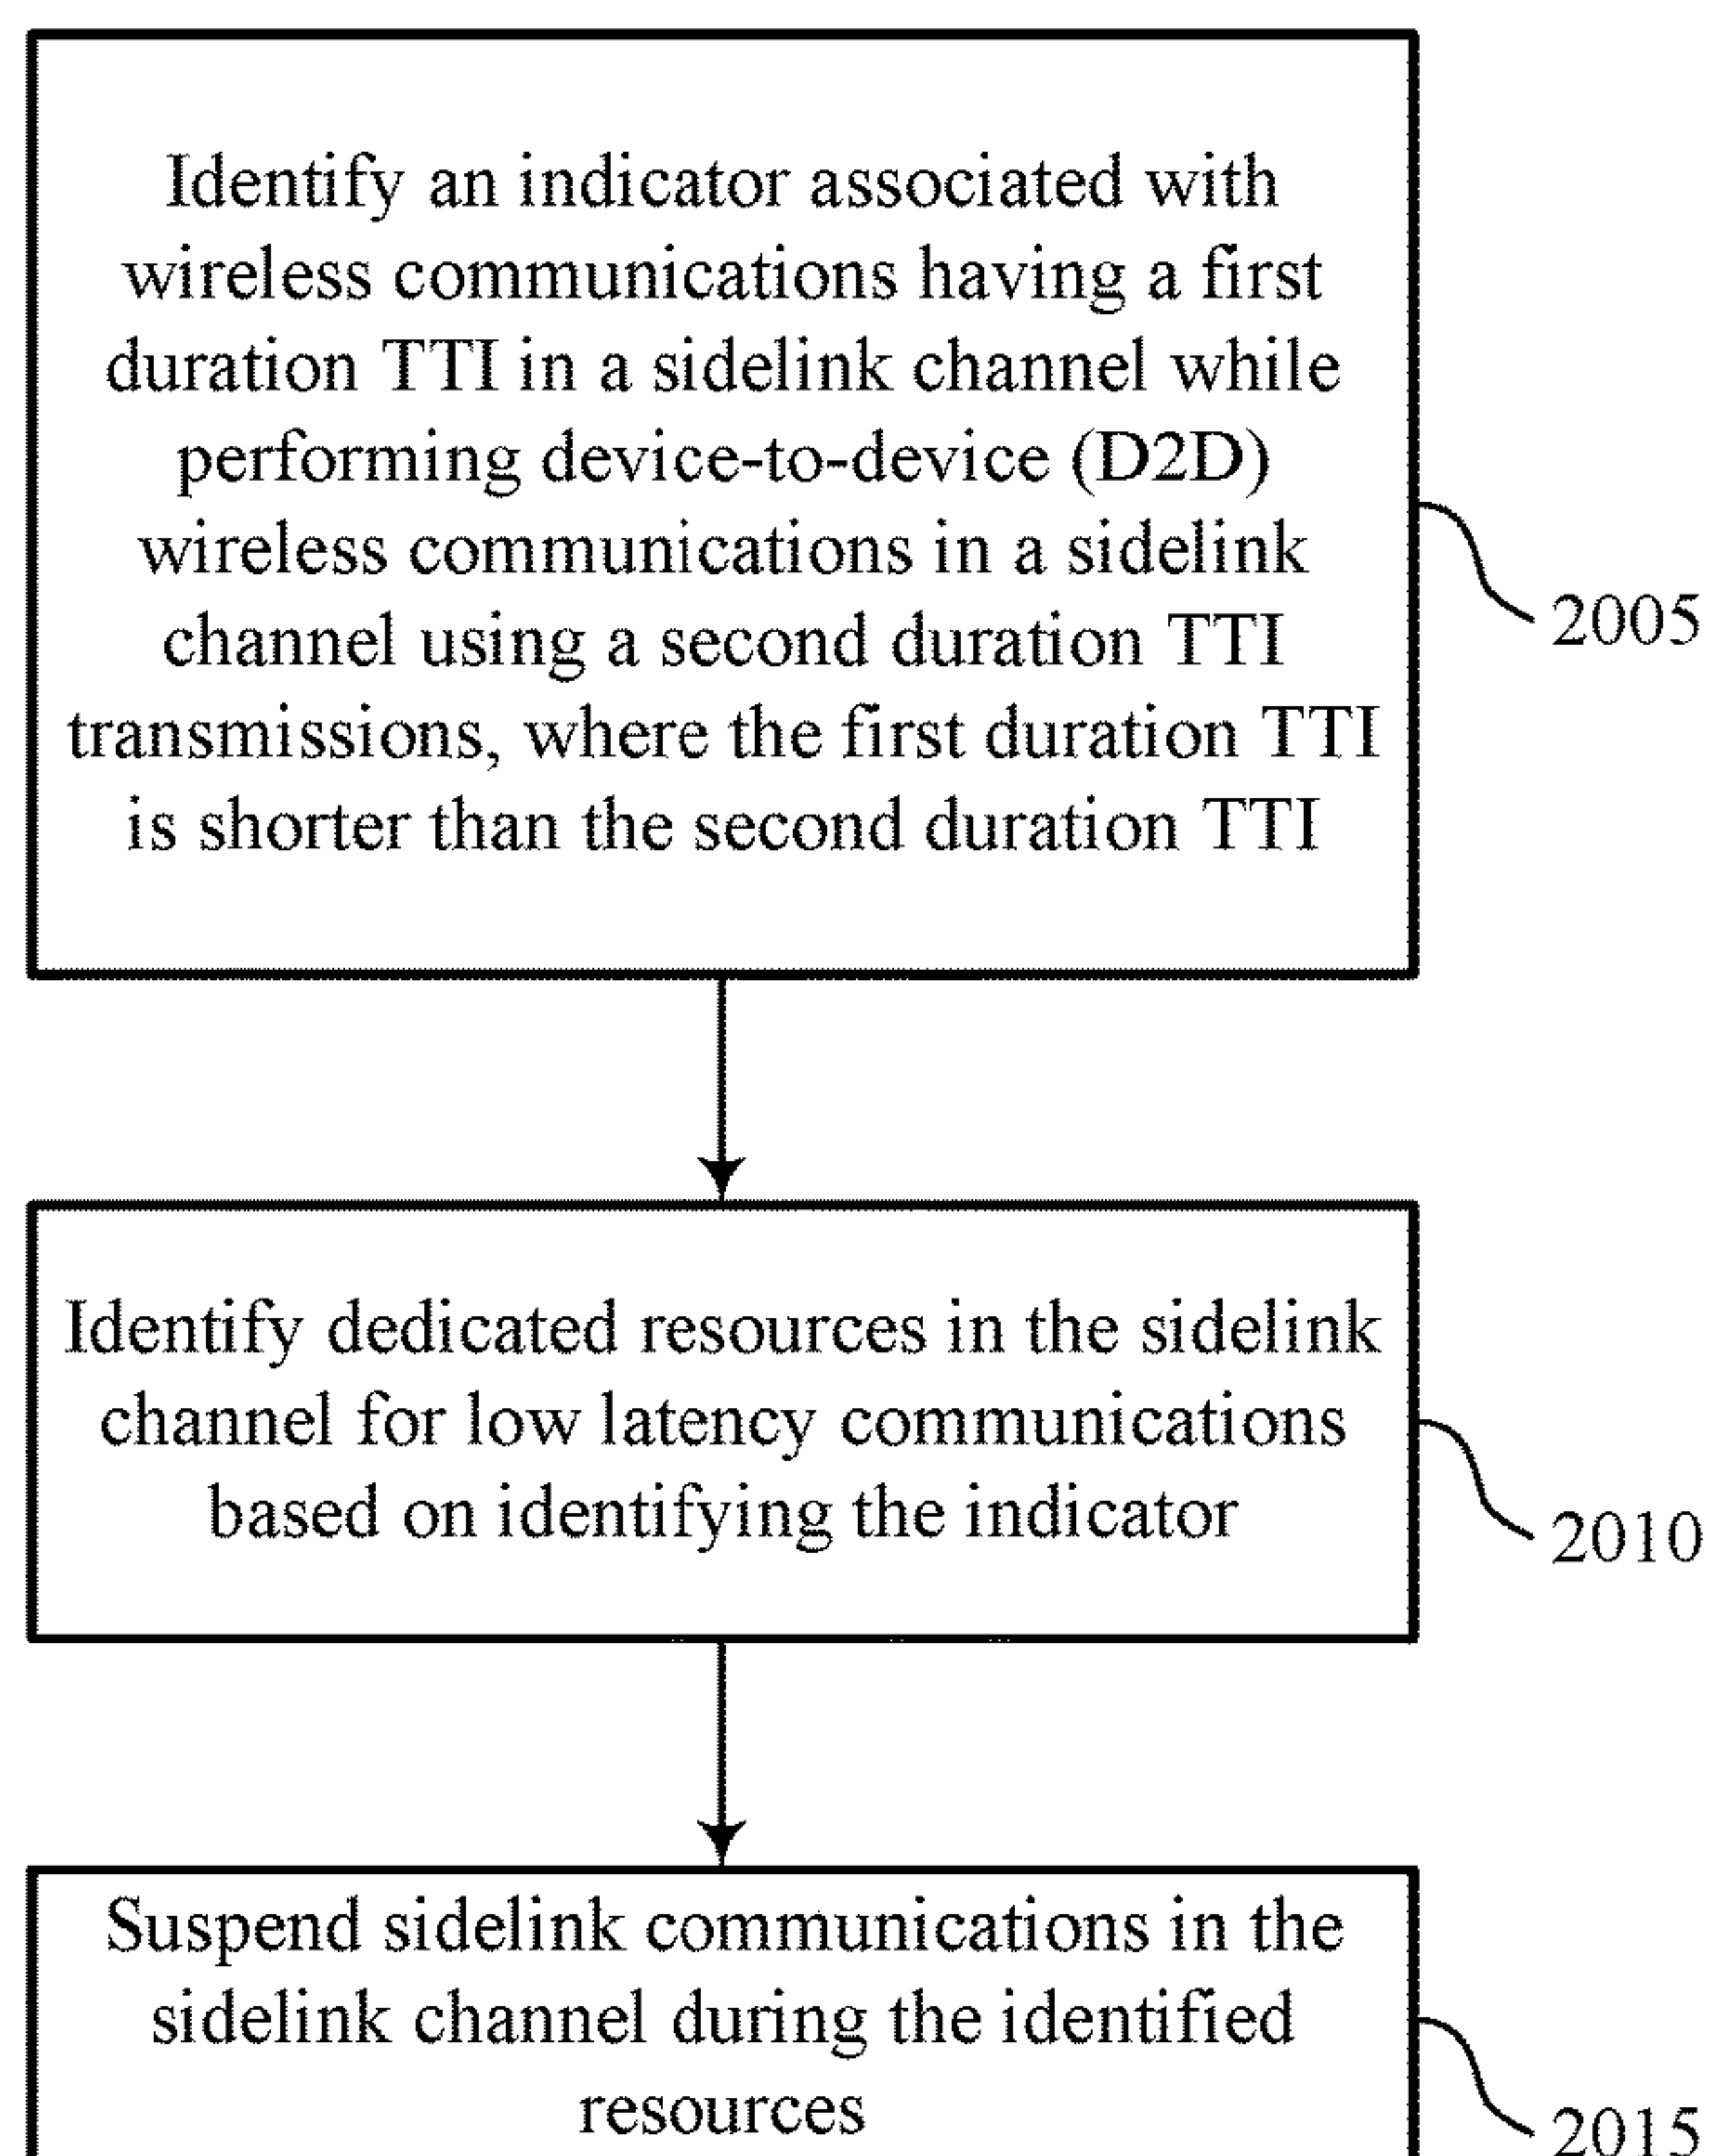 Identify an indicator associated with
wireless communications having a first
duration TTI in a sidelink channel while
performing device-to-device (D2D)
wireless communications in a sidelink
channel using a second duration TTI
transmissions, where the first duration TTI
is shorter than the second duration TTI
2005
Identify dedicated resources in the sidelink
channel for low latency communications
based on identifying the indicator
2010
Suspend sidelink communications in the
sidelink channel during the identified
resources
2015